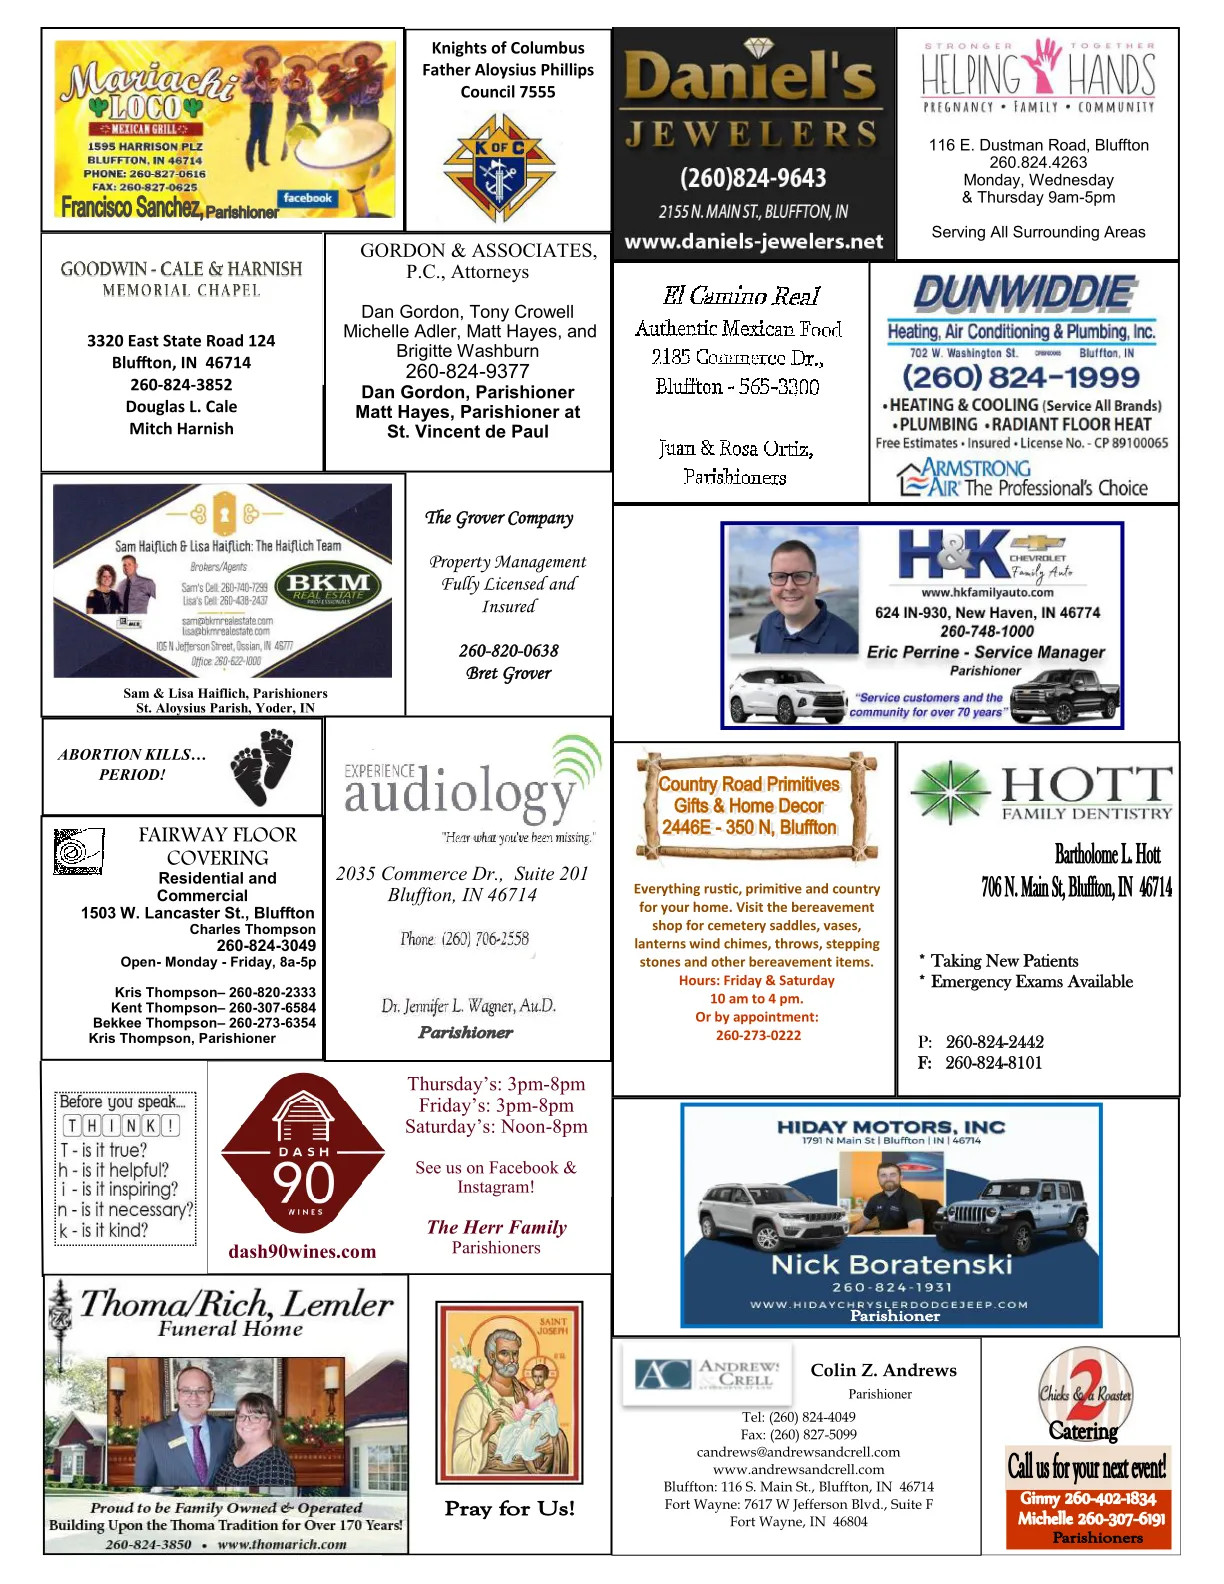 Mariachi
LOCO
MEXICAN GRILL
1595 HARRISON PLZ
BLUFFTON, IN 46714
PHONE: 260-827-0616
FAX: 260-827-0625
Francisco Sanchez, Parishioner
facebook
Knights of Columbus
Father Aloysius Phillips
Council 7555
K OF C
Daniel's
JEWELERS
(260)824-9643
2155 N. MAIN ST., BLUFFTON, IN
www.daniels-jewelers.net
STRONGER TOGETHER
HELPING HANDS
PREGNANCY • FAMILY • COMMUNITY
116 E. Dustman Road, Bluffton
260.824.4263
Monday, Wednesday
& Thursday 9am-5pm
Serving All Surrounding Areas
GOODWIN - CALE & HARNISH
MEMORIAL CHAPEL
3320 East State Road 124
Bluffton, IN 46714
260-824-3852
Douglas L. Cale
Mitch Harnish
GORDON & ASSOCIATES,
P.C., Attorneys
Dan Gordon, Tony Crowell
Michelle Adler, Matt Hayes, and
Brigitte Washburn
260-824-9377
Dan Gordon, Parishioner
Matt Hayes, Parishioner at
St. Vincent de Paul
El Camino Real
Authentic Mexican Food
2185 Commerce Dr.,
Bluffton - 565-3300
Juan & Rosa Ortiz,
Parishioners
DUNWIDDIE
Heating, Air Conditioning & Plumbing, Inc.
702 W. Washington St. CP89100065 Bluffton, IN
(260) 824-1999
• HEATING & COOLING (Service All Brands)
• PLUMBING • RADIANT FLOOR HEAT
Free Estimates • Insured • License No. - CP 89100065
ARMSTRONG
AIR The Professional's Choice
Sam Haiflich & Lisa Haiflich: The Haiflich Team
Brokers/Agents
Sam's Cell: 260-740-7299
Lisa's Cell: 260-438-2437
sam@bkmrealestate.com
lisa@bkmrealestate.com
105 N Jefferson Street, Ossian, IN 46777
Office 260-622-1000
BKM
REAL ESTATE
PROFESSIONALS
Sam & Lisa Haiflich, Parishioners
St. Aloysius Parish, Yoder, IN
The Grover Company
Property Management
Fully Licensed and
Insured
260-820-0638
Bret Grover
H&K
CHEVROLET
Family Auto
www.hkfamilyauto.com
624 IN-930, New Haven, IN 46774
260-748-1000
Eric Perrine - Service Manager
Parishioner
"Service customers and the
community for over 70 years"
ABORTION KILLS…
PERIOD!
FAIRWAY FLOOR
COVERING
Residential and
Commercial
1503 W. Lancaster St., Bluffton
Charles Thompson
260-824-3049
Open- Monday - Friday, 8a-5p
Kris Thompson– 260-820-2333
Kent Thompson– 260-307-6584
Bekkee Thompson– 260-273-6354
Kris Thompson, Parishioner
EXPERIENCE
audiology
"Hear what you've been missing."
2035 Commerce Dr., Suite 201
Bluffton, IN 46714
Phone: (260) 706-2558
Dr. Jennifer L. Wagner, Au.D.
Parishioner
Country Road Primitives
Gifts & Home Decor
2446E - 350 N, Bluffton
Everything rustic, primitive and country
for your home. Visit the bereavement
shop for cemetery saddles, vases,
lanterns wind chimes, throws, stepping
stones and other bereavement items.
Hours: Friday & Saturday
10 am to 4 pm.
Or by appointment:
260-273-0222
HOTT
FAMILY DENTISTRY
Bartholome L. Hott
706 N. Main St, Bluffton, IN 46714
* Taking New Patients
* Emergency Exams Available
P: 260-824-2442
F: 260-824-8101
Before you speak....
THINK!
T - is it true?
h - is it helpful?
i - is it inspiring?
n - is it necessary?
k - is it kind?
DASH
90
WINES
dash90wines.com
Thursday's: 3pm-8pm
Friday's: 3pm-8pm
Saturday's: Noon-8pm
See us on Facebook &
Instagram!
The Herr Family
Parishioners
HIDAY MOTORS, INC
1791 N Main St | Bluffton | IN | 46714
Nick Boratenski
260-824-1931
WWW.HIDAYCHRYSLERDODGEJEEP.COM
Parishioner
Thoma/Rich, Lemler
Funeral Home
Proud to be Family Owned & Operated
Building Upon the Thoma Tradition for Over 170 Years!
260-824-3850 • www.thomarich.com
SAINT
JOSEPH
Pray for Us!
AC ANDREWS
CRELL
ATTORNEYS AT LAW
Colin Z. Andrews
Parishioner
Tel: (260) 824-4049
Fax: (260) 827-5099
candrews@andrewsandcrell.com
www.andrewsandcrell.com
Bluffton: 116 S. Main St., Bluffton, IN 46714
Fort Wayne: 7617 W Jefferson Blvd., Suite F
Fort Wayne, IN 46804
2
Chicks & a Roaster
Catering
Call us for your next event!
Ginny 260-402-1834
Michelle 260-307-6191
Parishioners